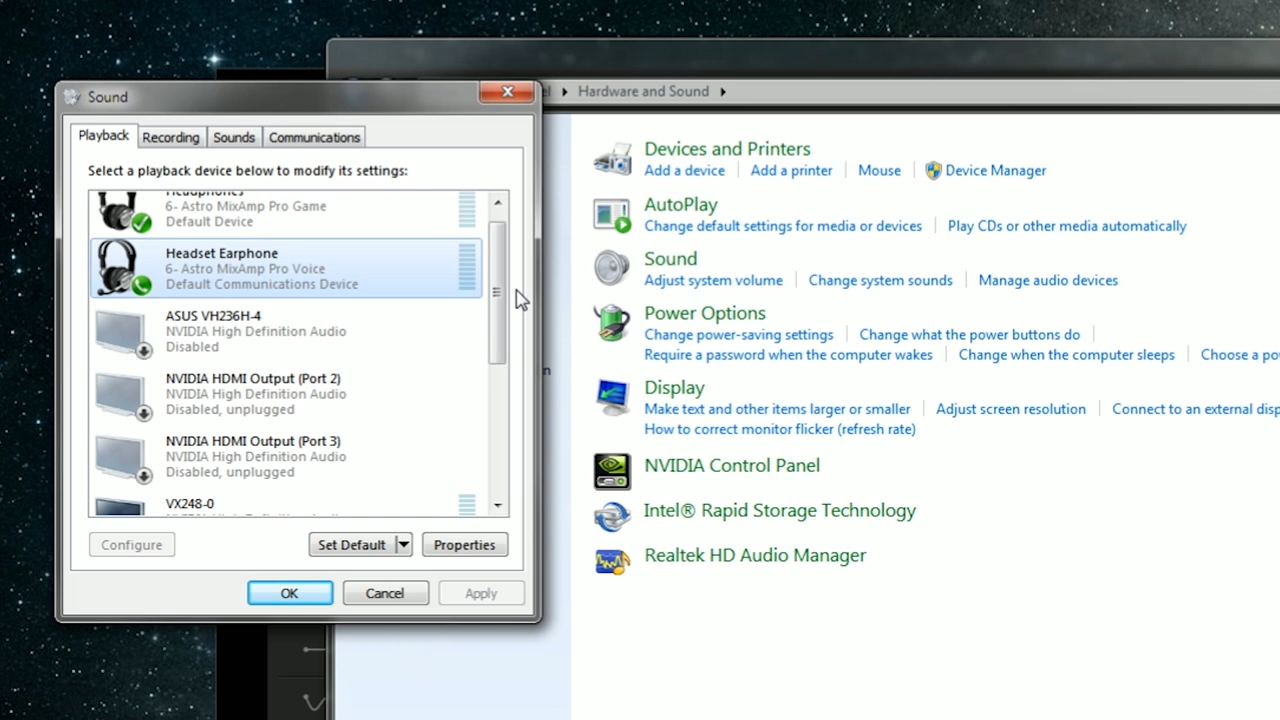 Sound
Playback
Recording
Sounds
Communications
Select a playback device below to modify its settings:
Headphones
6- Astro MixAmp Pro Game
Default Device
Headset Earphone
6- Astro MixAmp Pro Voice
Default Communications Device
ASUS VH236H-4
NVIDIA High Definition Audio
Disabled
NVIDIA HDMI Output (Port 2)
NVIDIA High Definition Audio
Disabled, unplugged
NVIDIA HDMI Output (Port 3)
NVIDIA High Definition Audio
Disabled, unplugged
VX248-0
Configure
Set Default
Properties
OK
Cancel
Apply
Hardware and Sound
Devices and Printers
Add a device
Add a printer
Mouse
Device Manager
AutoPlay
Change default settings for media or devices
Play CDs or other media automatically
Sound
Adjust system volume
Change system sounds
Manage audio devices
Power Options
Change power-saving settings
Change what the power buttons do
Require a password when the computer wakes
Change when the computer sleeps
Choose a po
Display
Make text and other items larger or smaller
Adjust screen resolution
Connect to an external disp
How to correct monitor flicker (refresh rate)
NVIDIA Control Panel
Intel® Rapid Storage Technology
Realtek HD Audio Manager